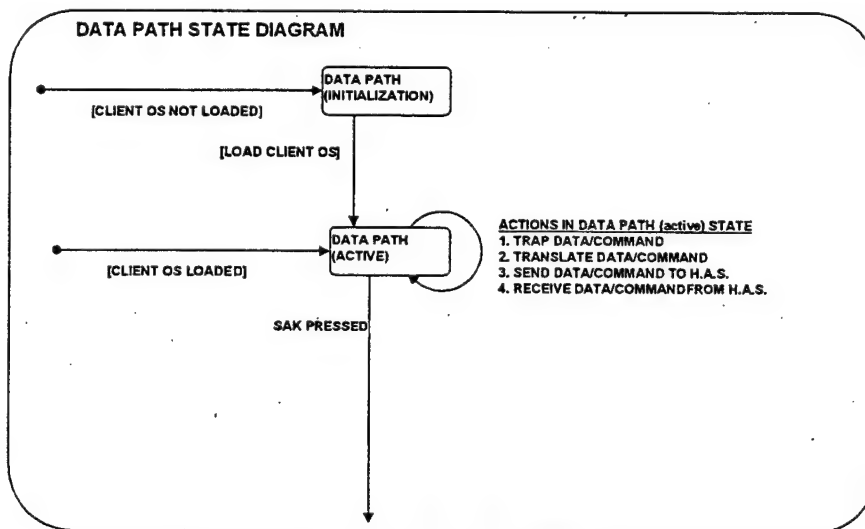 DATA PATH STATE DIAGRAM
DATA PATH
(INITIALIZATION)
[CLIENT OS NOT LOADED]
[LOAD CLIENT OS]
DATA PATH
(ACTIVE)
[CLIENT OS LOADED]
ACTIONS IN DATA PATH (active) STATE
1. TRAP DATA/COMMAND
2. TRANSLATE DATA/COMMAND
3. SEND DATA/COMMAND TO H.A.S.
4. RECEIVE DATA/COMMANDFROM H.A.S.
SAK PRESSED